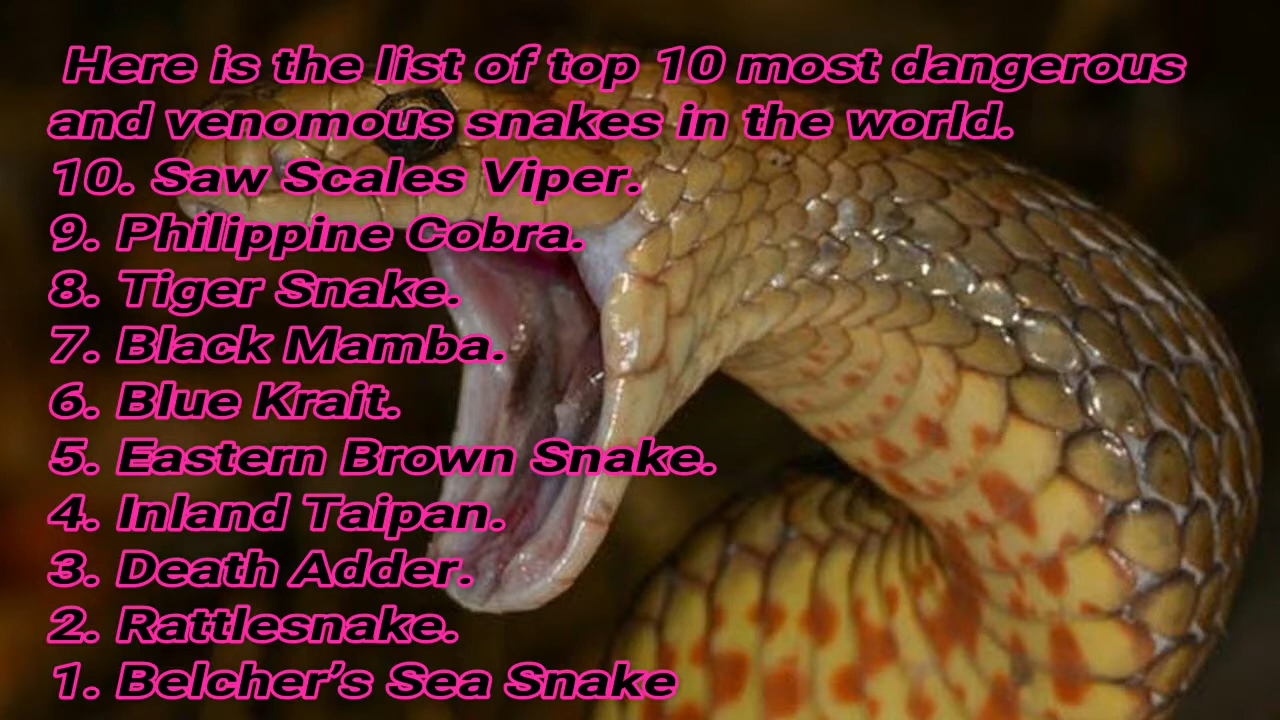 Here is the list of top 10 most dangerous
and venomous snakes in the world.
10. Saw Scales Viper.
9. Philippine Cobra.
8. Tiger Snake.
7. Black Mamba.
6. Blue Krait.
5. Eastern Brown Snake.
4. Inland Taipan.
3. Death Adder.
2. Rattlesnake.
1. Belcher’s Sea Snake